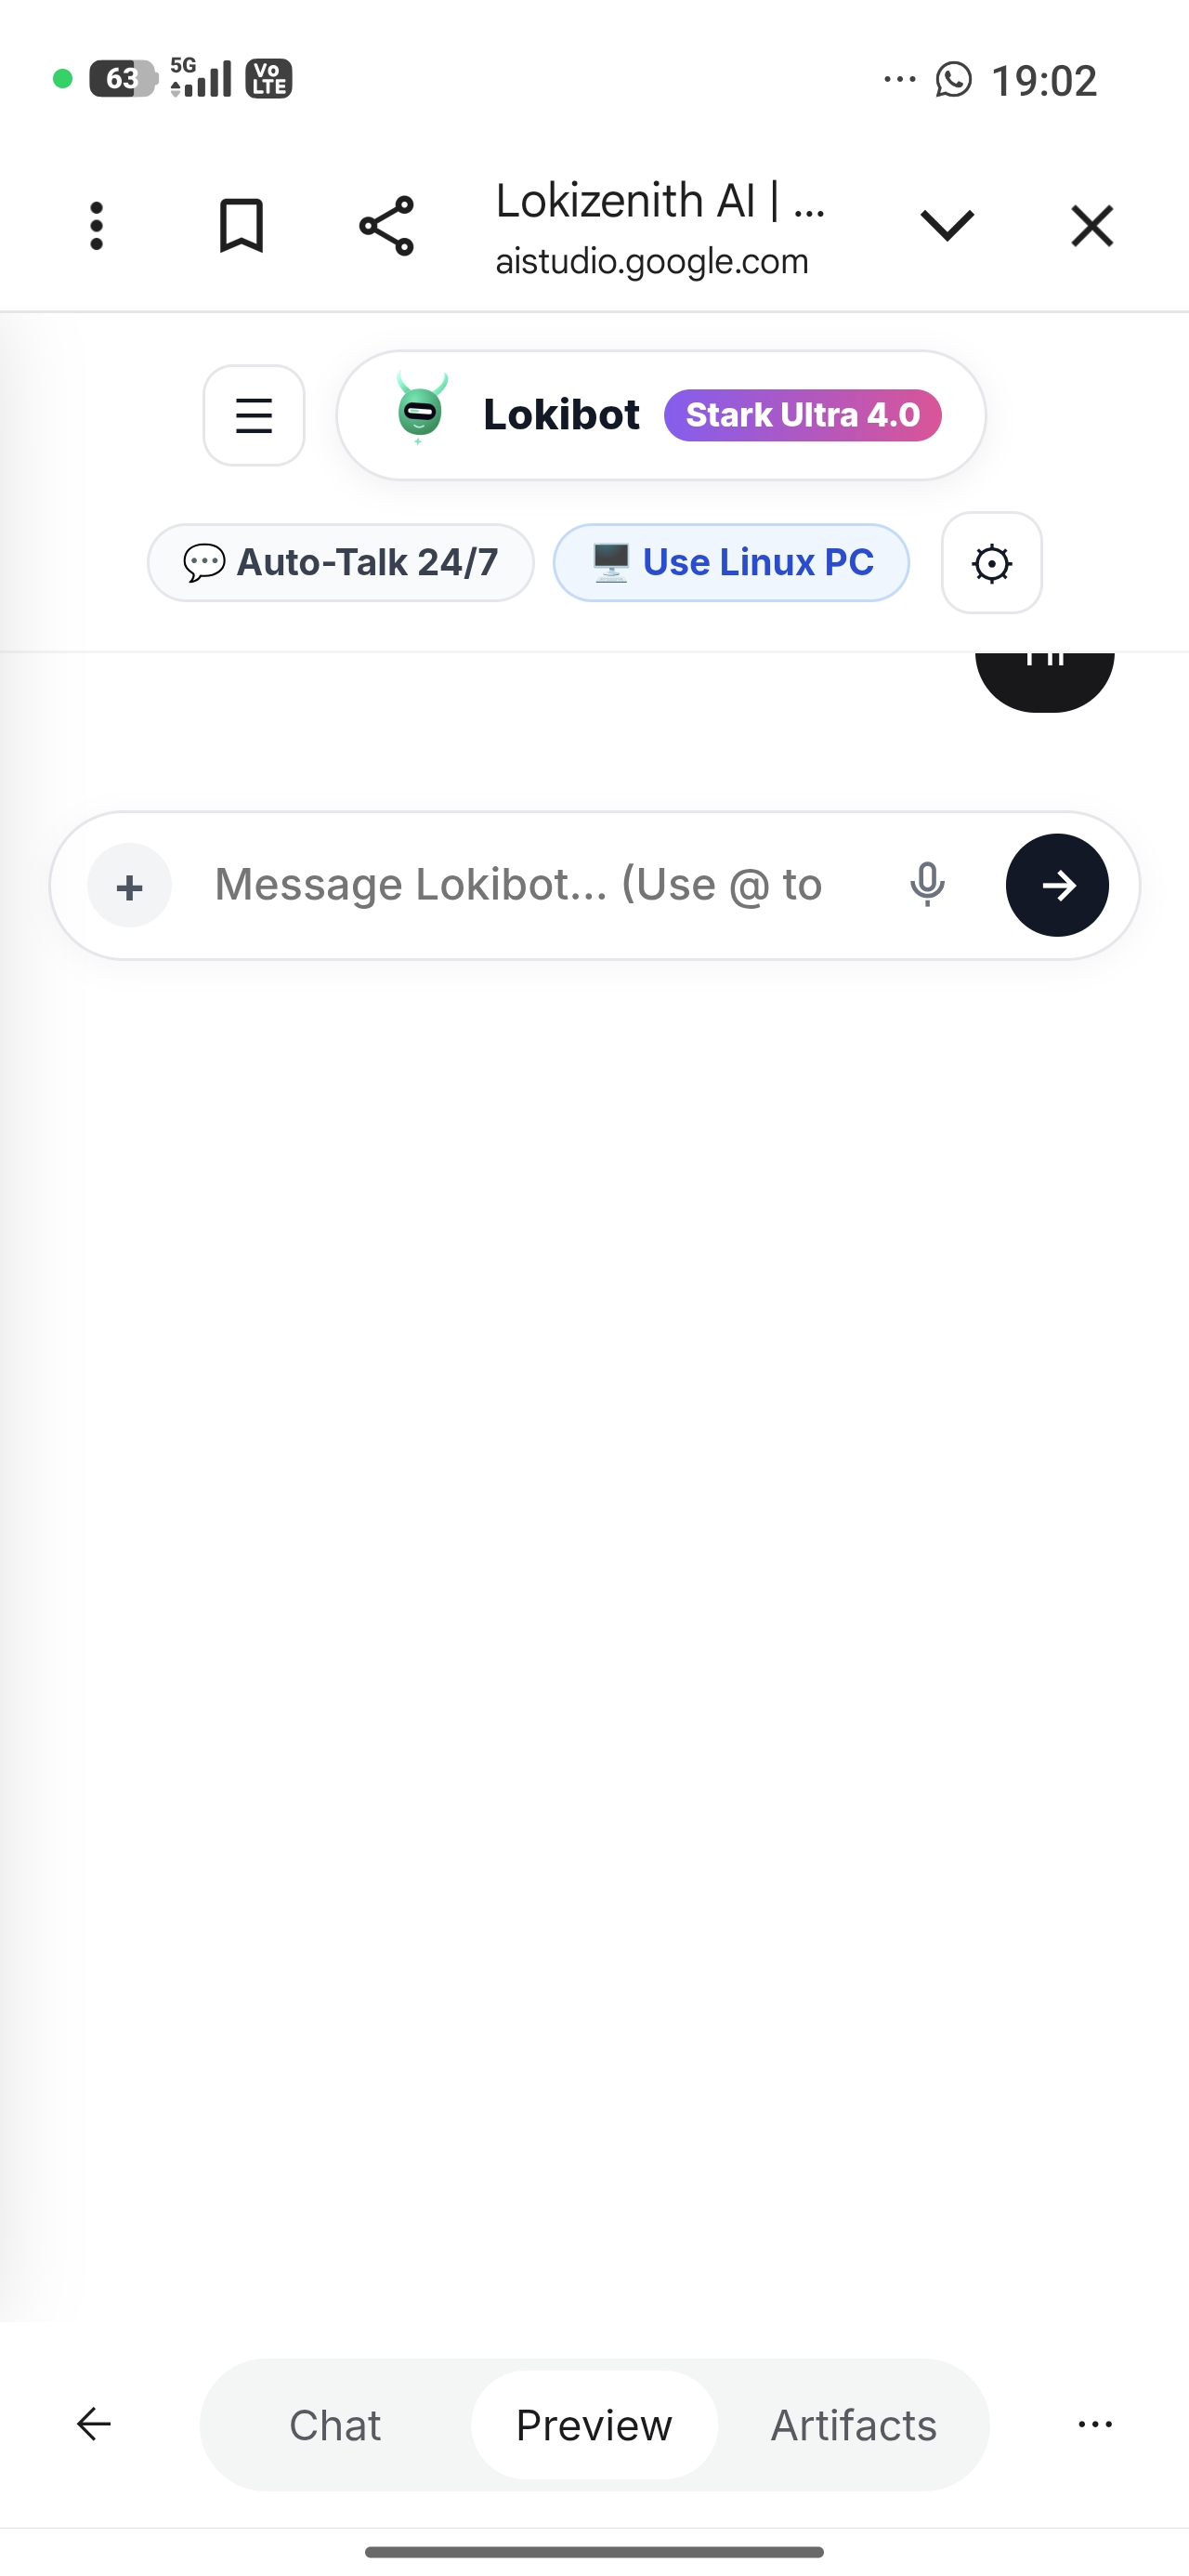 63 5G Vo LTE ... 19:02
Lokizenith AI | ...
aistudio.google.com
Lokibot Stark Ultra 4.0
Auto-Talk 24/7 Use Linux PC
Message Lokibot... (Use @ to
Chat Preview Artifacts